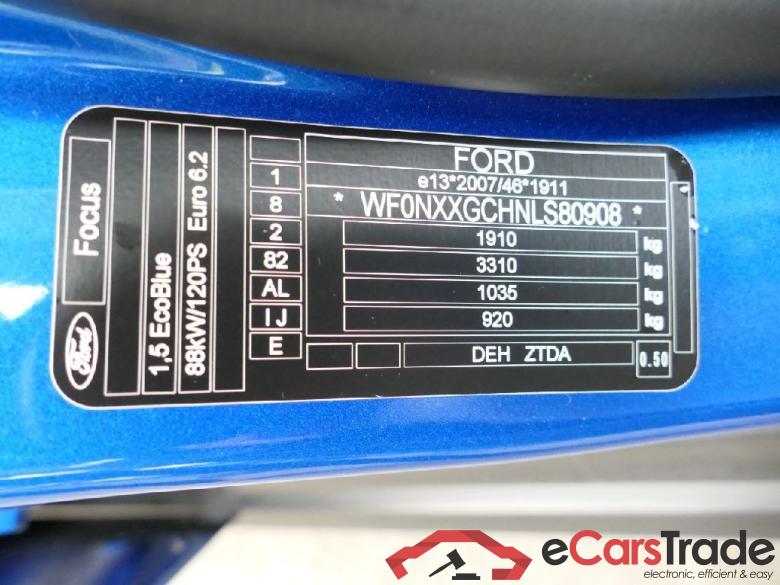 Focus
Ford
1,5 EcoBlue
88kW/120PS Euro 6.2
1
8
2
82
AL
IJ
E
FORD
e13*2007/46*1911
* WF0NXXGCHNLS80908 *
1910 kg
3310 kg
1035 kg
920 kg
DEH ZTDA 0.50
eCarsTrade
electronic, efficient & easy